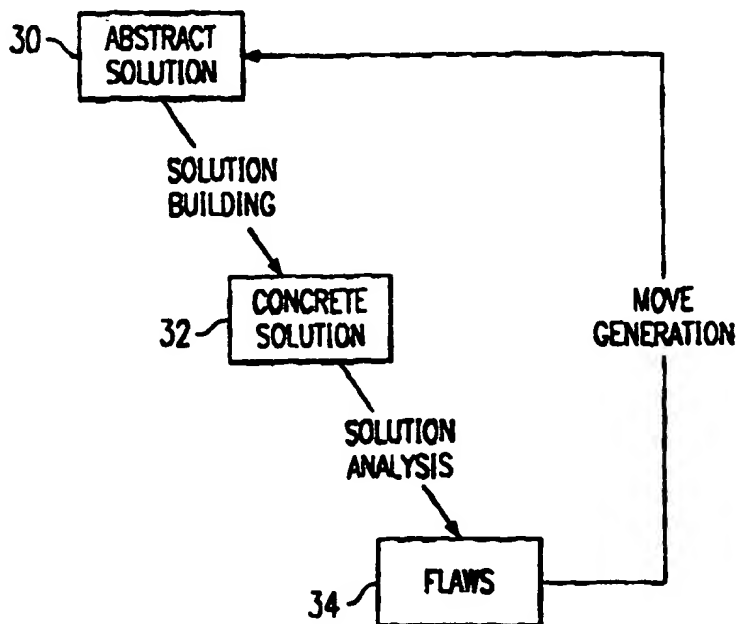 30
ABSTRACT
SOLUTION
SOLUTION
BUILDING
32
CONCRETE
SOLUTION
MOVE
GENERATION
SOLUTION
ANALYSIS
34
FLAWS